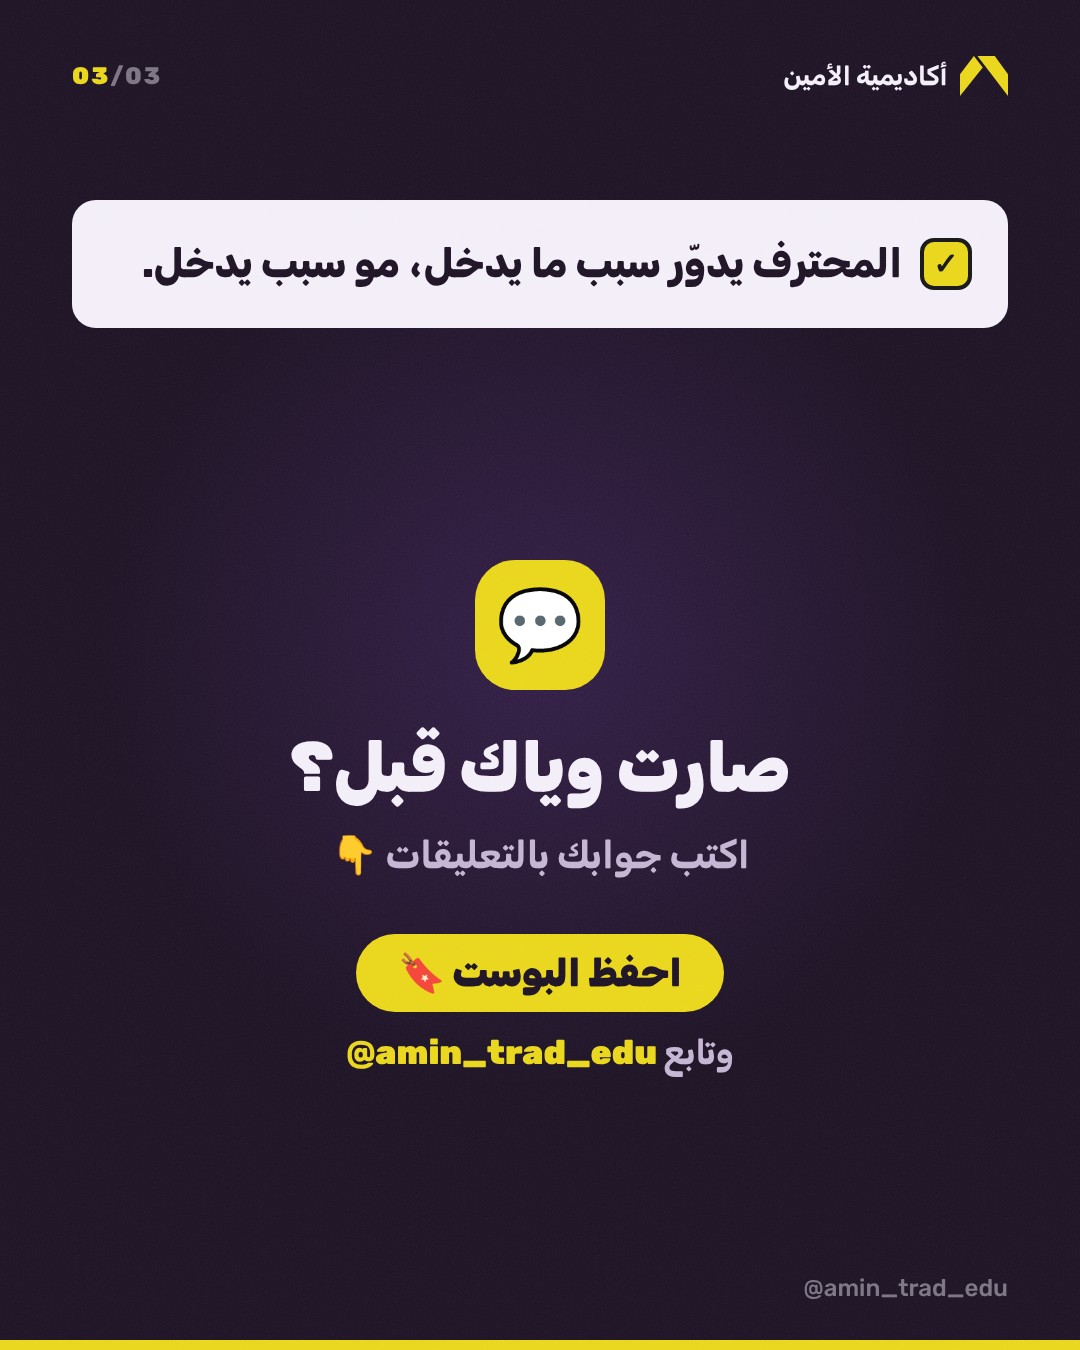 أكاديمية الأمين
03/03
✓ المحترف يدوّر سبب ما يدخل، مو سبب يدخل.
صارت وياك قبل؟
اكتب جوابك بالتعليقات 👇
احفظ البوست 🔖
وتابع @amin_trad_edu
@amin_trad_edu